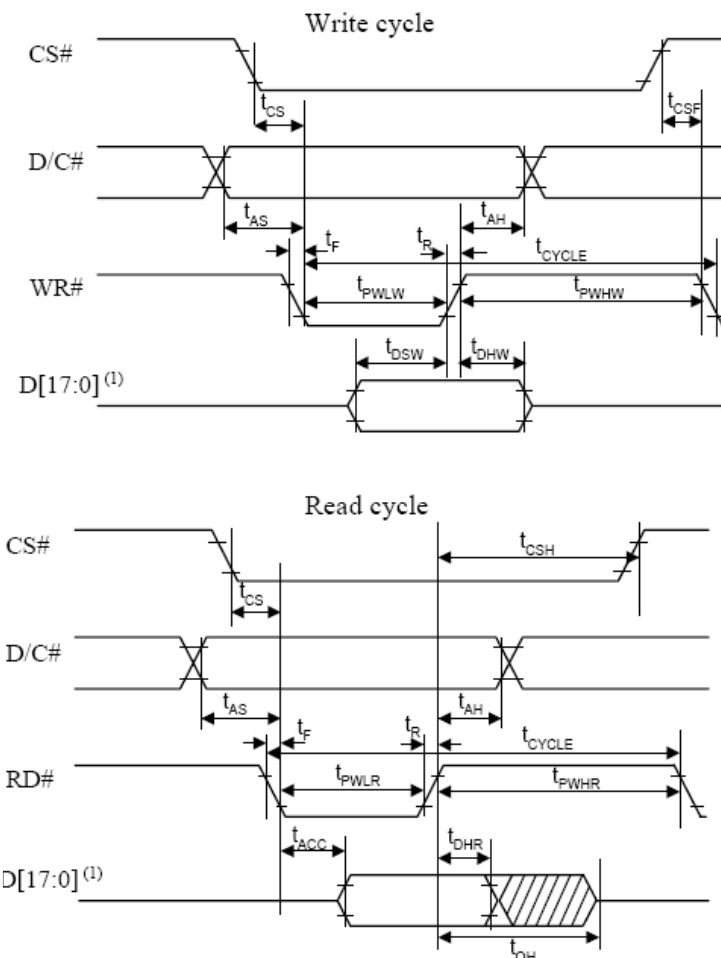 Write cycle
CS#
tCS
tCSF
D/C#
tAS
tAH
tF
tR
tCYCLE
WR#
tPWLW
tPWHW
tDSW
tDHW
D[17:0] (1)
Read cycle
CS#
tCSH
tCS
D/C#
tAS
tAH
tF
tR
tCYCLE
RD#
tPWLR
tPWHR
tACC
tDHR
D[17:0] (1)
tOH